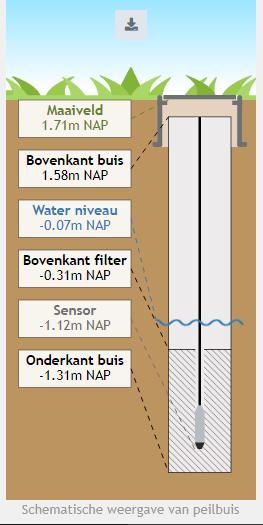 Maaiveld
1.71m NAP
Bovenkant buis
1.58m NAP
Water niveau
-0.07m NAP
Bovenkant filter
-0.31m NAP
Sensor
-1.12m NAP
Onderkant buis
-1.31m NAP
Schematische weergave van peilbuis